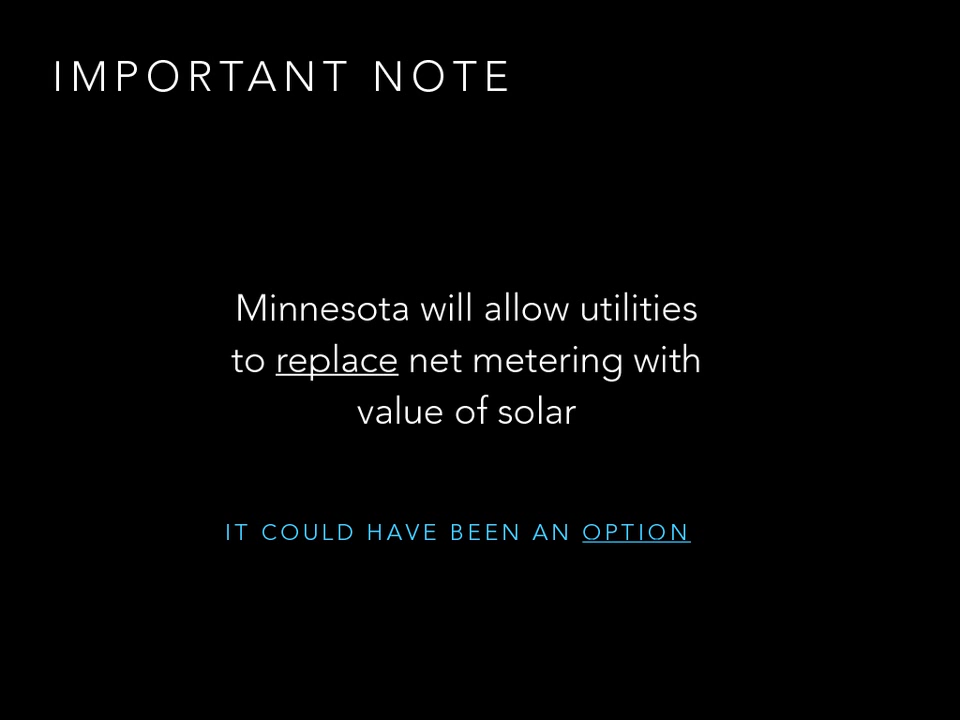 IMPORTANT NOTE
Minnesota will allow utilities
to replace net metering with
value of solar
IT COULD HAVE BEEN AN OPTION